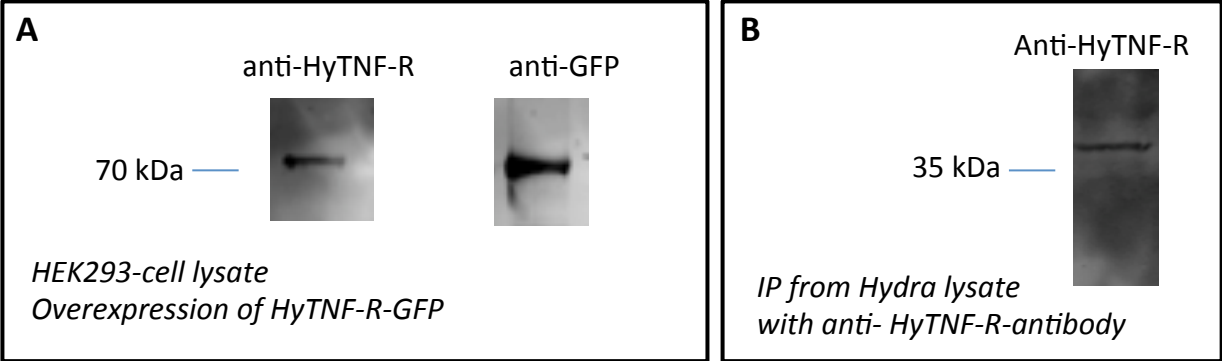 A
anti-HyTNF-R
anti-GFP
70 kDa
HEK293-cell lysate
Overexpression of HyTNF-R-GFP
B
Anti-HyTNF-R
35 kDa
IP from Hydra lysate
with anti- HyTNF-R-antibody